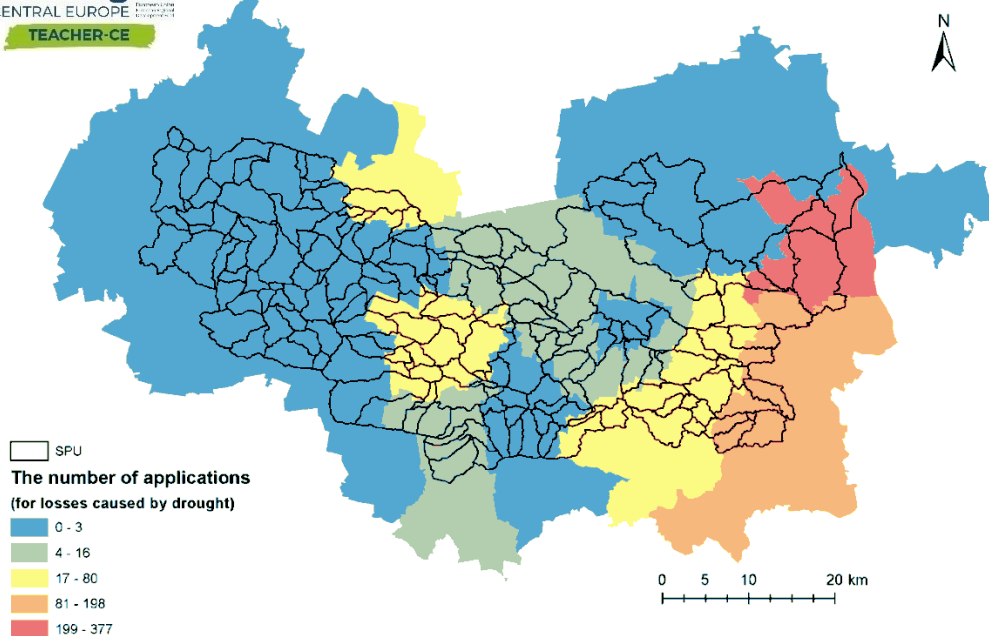 CENTRAL EUROPE
TEACHER-CE
N
SPU
The number of applications
(for losses caused by drought)
0 - 3
4 - 16
17 - 80
81 - 198
199 - 377
0 5 10 20 km